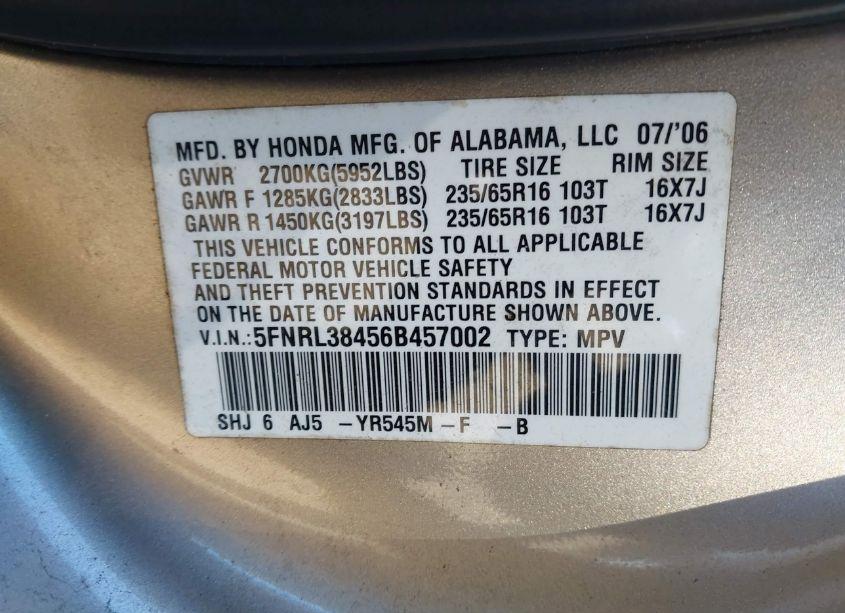 MFD. BY HONDA MFG. OF ALABAMA, LLC 07/'06
GVWR 2700KG(5952LBS) TIRE SIZE RIM SIZE
GAWR F 1285KG(2833LBS) 235/65R16 103T 16X7J
GAWR R 1450KG(3197LBS) 235/65R16 103T 16X7J
THIS VEHICLE CONFORMS TO ALL APPLICABLE
FEDERAL MOTOR VEHICLE SAFETY
AND THEFT PREVENTION STANDARDS IN EFFECT
ON THE DATE OF MANUFACTURE SHOWN ABOVE.
V.I.N.:5FNRL38456B457002 TYPE: MPV
SHJ 6 AJ5 -YR545M -F -B